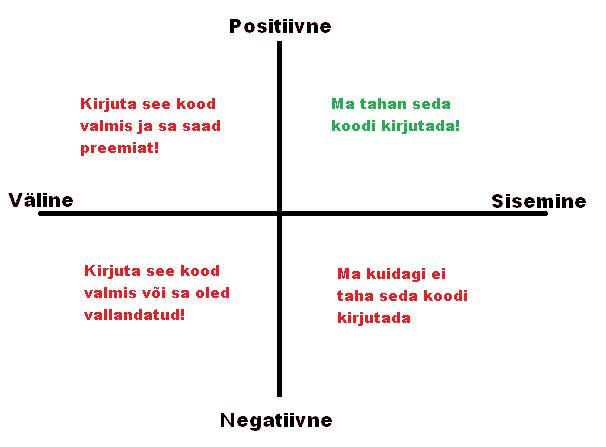 Positiivne
Kirjuta see kood
valmis ja sa saad
preemiat!
Ma tahan seda
koodi kirjutada!
Väline
Sisemine
Kirjuta see kood
valmis või sa oled
vallandatud!
Ma kuidagi ei
taha seda koodi
kirjutada
Negatiivne